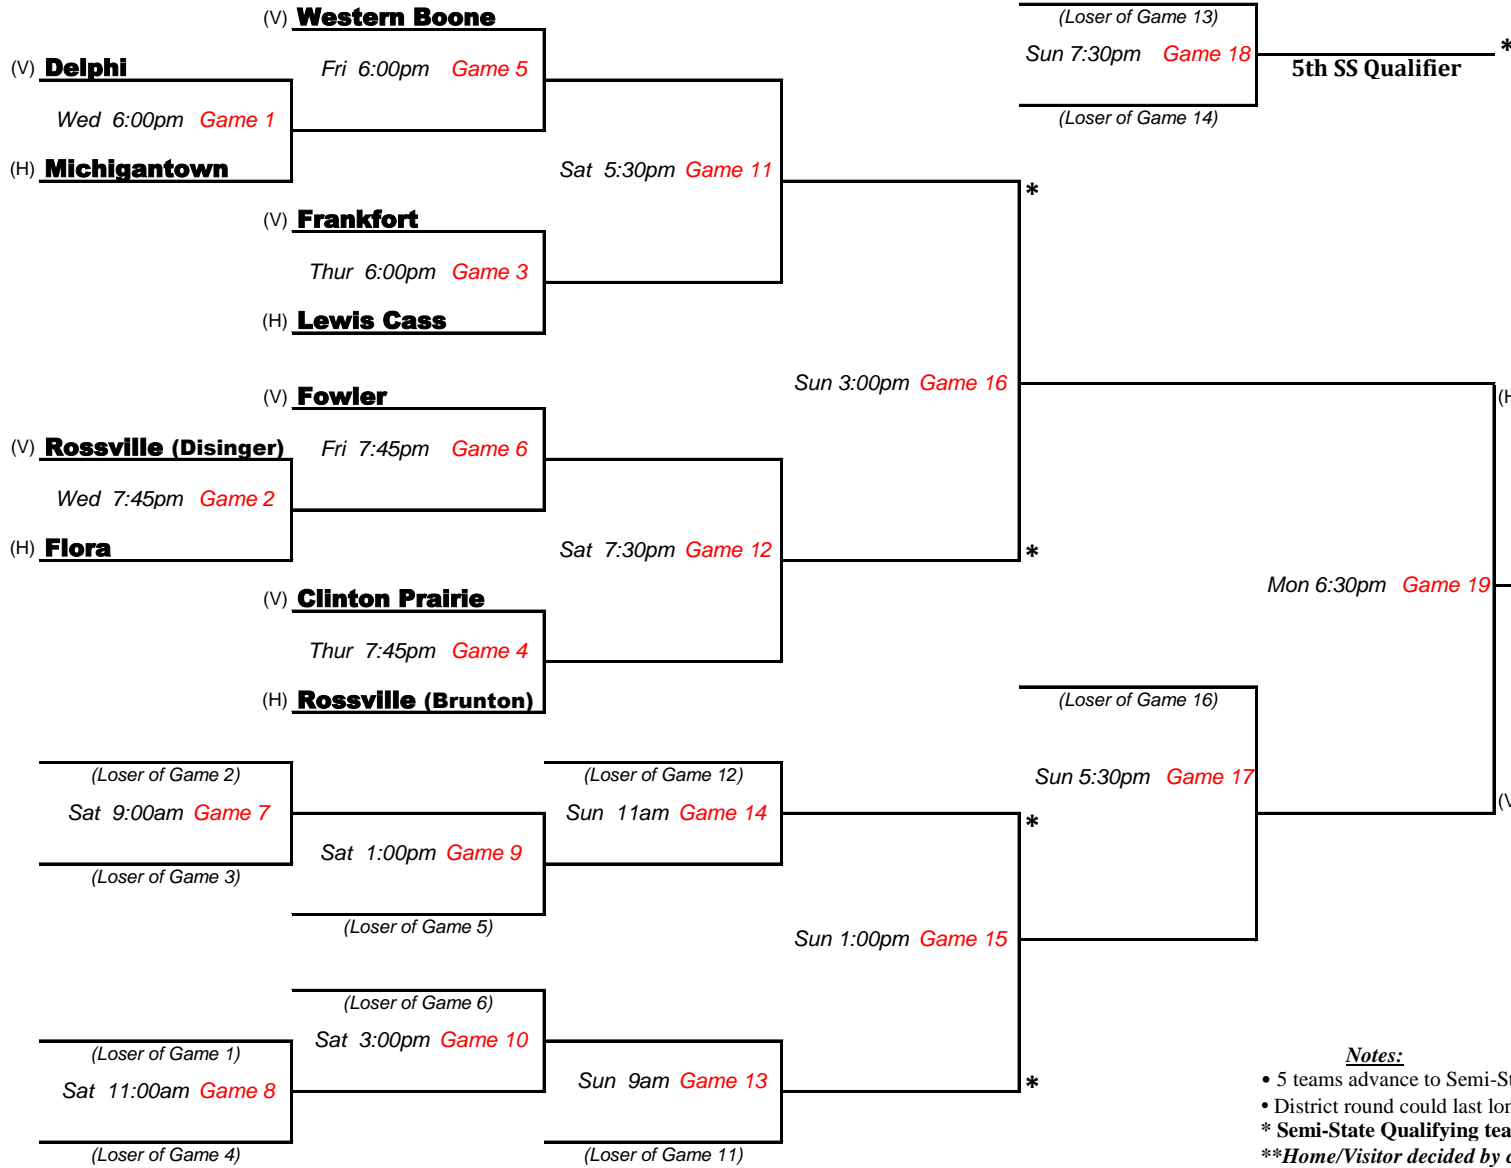 (V) Western Boone
(Loser of Game 13)
Fri 6:00pm Game 5
Sun 7:30pm Game 18
*
(V) Delphi
5th SS Qualifier
Wed 6:00pm Game 1
(Loser of Game 14)
(H) Michigantown
Sat 5:30pm Game 11
*
(V) Frankfort
Thur 6:00pm Game 3
(H) Lewis Cass
Sun 3:00pm Game 16
(V) Fowler
(H
(V) Rossville (Disinger)
Fri 7:45pm Game 6
Wed 7:45pm Game 2
(H) Flora
Sat 7:30pm Game 12
*
Mon 6:30pm Game 19
(V) Clinton Prairie
Thur 7:45pm Game 4
(H) Rossville (Brunton)
(Loser of Game 16)
(Loser of Game 2)
(Loser of Game 12)
Sun 5:30pm Game 17
Sat 9:00am Game 7
Sun 11am Game 14
*
(V
Sat 1:00pm Game 9
(Loser of Game 3)
(Loser of Game 5)
Sun 1:00pm Game 15
(Loser of Game 6)
Sat 3:00pm Game 10
(Loser of Game 1)
Sat 11:00am Game 8
Sun 9am Game 13
*
(Loser of Game 4)
(Loser of Game 11)
Notes:
• 5 teams advance to Semi-St
• District round could last lon
* Semi-State Qualifying tea
**Home/Visitor decided by c